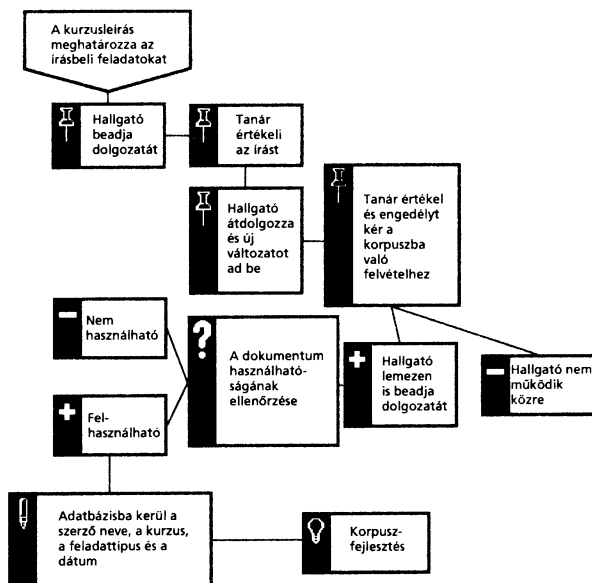 A kurzusleírás
meghatározza az
írásbeli feladatokat
Hallgató
beadja
dolgozatát
Tanár
értékeli
az írást
Hallgató
átdolgozza
és új
változatot
ad be
Tanár értékel
és engedélyt
kér a
korpuszba
való
felvételhez
Nem
használható
?
A dokumentum
használható-
ságának
ellenőrzése
Hallgató
lemezen
is beadja
dolgozatát
Hallgató nem
működik
közre
Fel-
használható
Adatbázisba kerül a
szerző neve, a kurzus,
a feladattípus és a
dátum
Korpusz-
fejlesztés